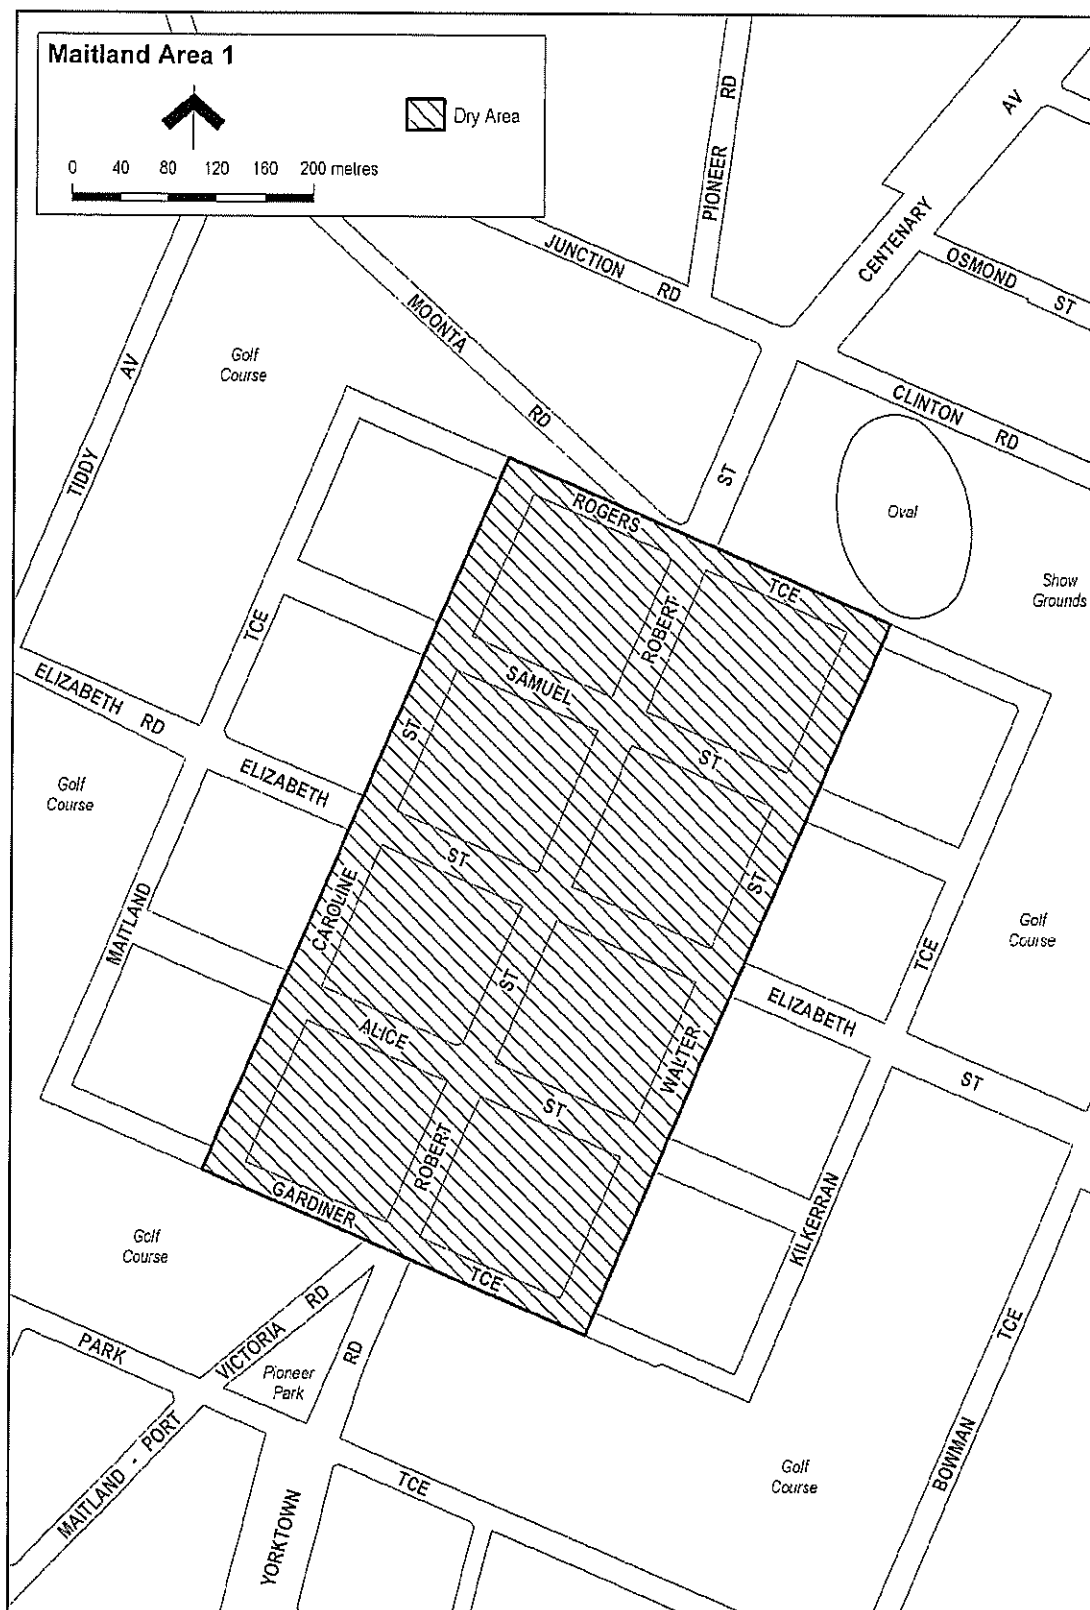 Maitland Area 1
Dry Area
0 40 80 120 160 200 metres
PIONEER RD
AV
CENTENARY
JUNCTION RD
OSMOND ST
MOONTA RD
Golf
Course
TIDDY AV
CLINTON RD
ST
Oval
ROGERS TCE
Show
Grounds
ROBERT
TCE
SAMUEL ST
ELIZABETH RD
ST
ELIZABETH ST
Golf
Course
ST
CAROLINE
MAITLAND
TCE
Golf
Course
ST
ELIZABETH ST
ALICE ST
WALTER
ROBERT
KILKERRAN
GARDINER TCE
Golf
Course
VICTORIA RD
RD
TCE
PARK
Pioneer
Park
MAITLAND - PORT
TCE
Golf
Course
BOWMAN
YORKTOWN